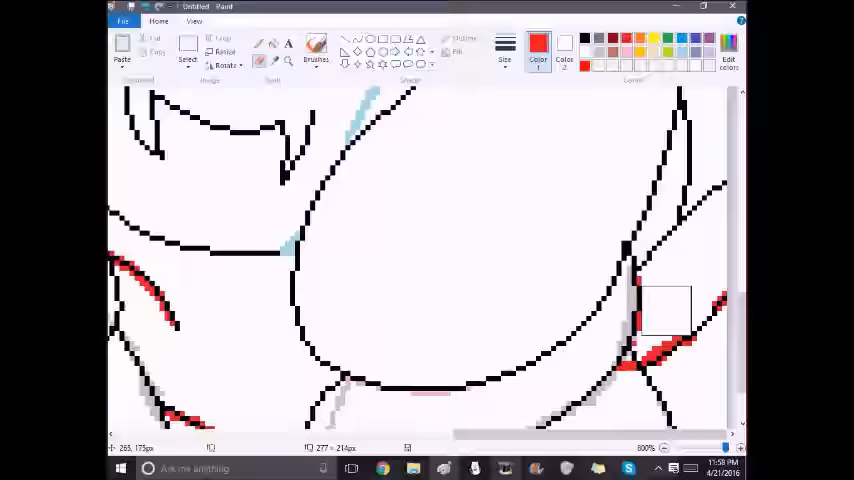 Untitled - Paint
File Home View
Cut
Copy
Paste
Select
Crop
Resize
Rotate
A
Brushes
Outline
Fill
Size
Color 1
Color 2
Edit colors
Clipboard Image Tools Shapes Colors
265, 175px
277 × 214px
800%
Ask me anything
11:58 PM
4/21/2016